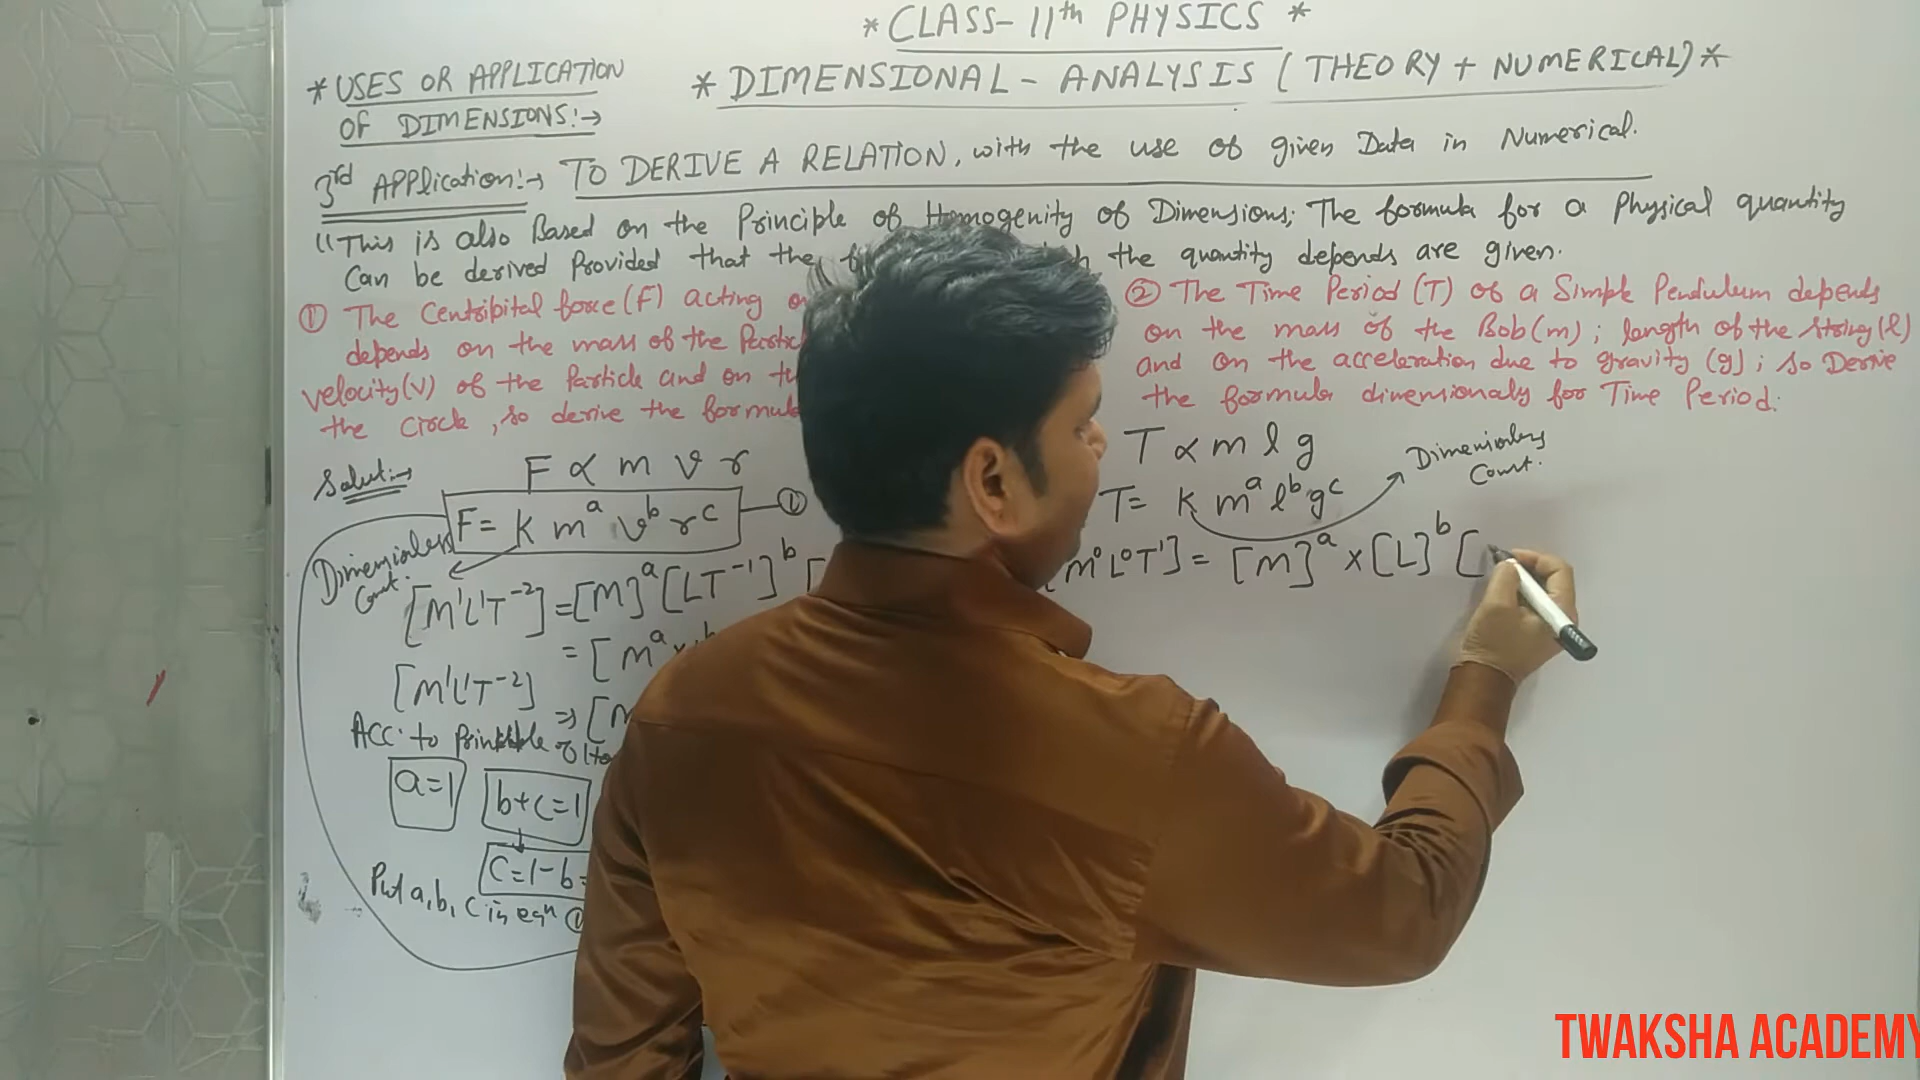 * CLASS- 11th PHYSICS *
* DIMENSIONAL - ANALYSIS ( THEORY + NUMERICAL) *
* USES OR APPLICATION
OF DIMENSIONS:→
3rd APPlication:→ TO DERIVE A RELATION, with the use of given Data in Numerical.
"This is also Based on the Principle of Homogenity of Dimensions; The formula for a Physical quantity
Can be derived Provided that the the quantity depends are given.
① The Centripital force (F) acting
depends on the mass of the
velocity(v) of the Particle and on
the Circle, so derive the
Solut:→
F ∝ m v r
F = K m^a v^b r^c ①
Dimensionless
Const.
[M¹L¹T⁻²] = [M]^a [LT⁻¹]^b [
= [M^a
[M¹L¹T⁻²]
⇒ [M
Acc. to of
a=1
b+c=1
C=1-b=
Put a, b, c in eqn ①
② The Time Period (T) of a Simple Pendulum depends
on the mass of the Bob(m); length of the string (l)
and on the acceleration due to gravity (g); so Derive
the formula dimensionaly for Time Period.
T ∝ m l g
T = K m^a l^b g^c
Dimensionless
Const.
[M⁰L⁰T¹] = [M]^a × [L]^b [
TWAKSHA ACADEMY